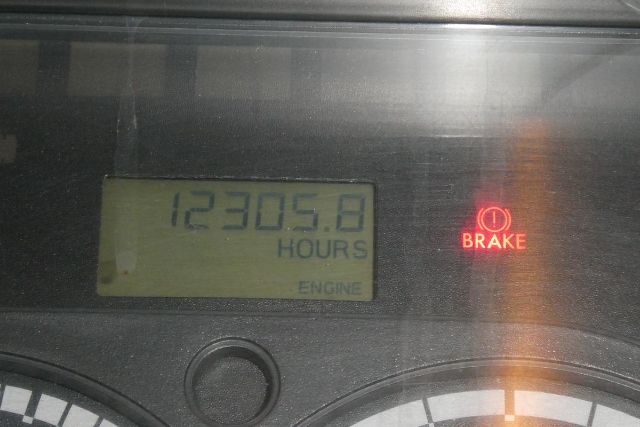 12305.8
HOURS
BRAKE
ENGINE